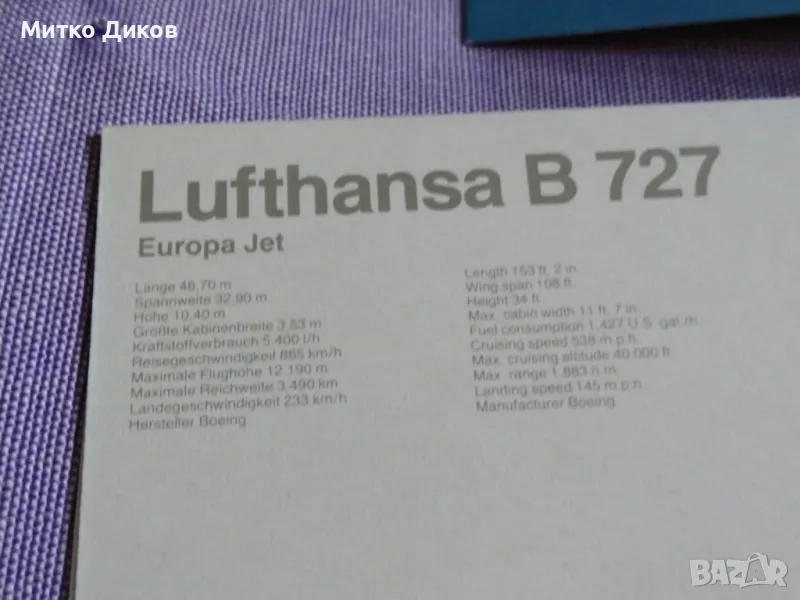 Митко Диков
Lufthansa B 727
Europa Jet
Länge 46,70 m
Spannweite 32,90 m
Höhe 10,40 m
Größte Kabinenbreite 3,53 m
Kraftstoffverbrauch 5 400 l/h
Reisegeschwindigkeit 865 km/h
Maximale Flughöhe 12 190 m
Maximale Reichweite 3 490 km
Landegeschwindigkeit 233 km/h
Hersteller Boeing
Length 153 ft. 2 in.
Wing span 108 ft.
Height 34 ft.
Max. cabin width 11 ft. 7 in.
Fuel consumption 1,427 U.S. gal./h
Cruising speed 538 m.p.h.
Max. cruising altitude 40,000 ft.
Max. range 1,883 n.m.
Landing speed 145 m.p.h.
Manufacturer Boeing
BAZAR